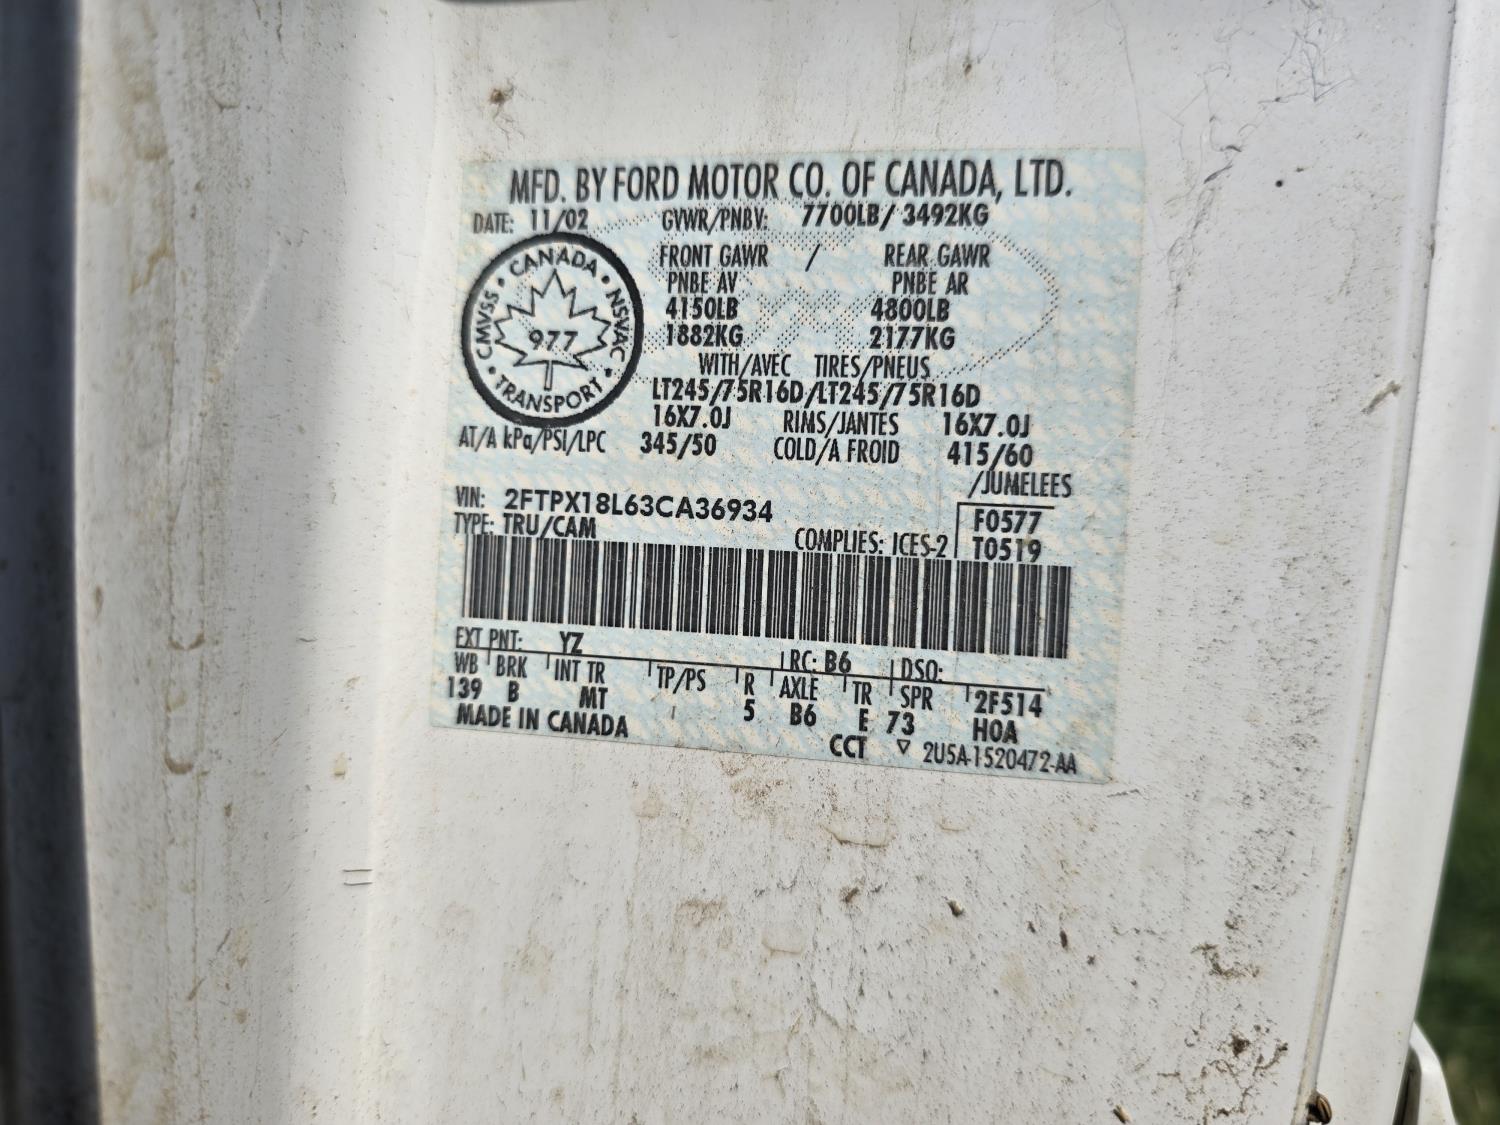 MFD. BY FORD MOTOR CO. OF CANADA, LTD.
DATE: 11/02 GVWR/PNBV: 7700LB/ 3492KG
FRONT GAWR / REAR GAWR
PNBE AV PNBE AR
4150LB 4800LB
1882KG 2177KG
WITH/AVEC TIRES/PNEUS
LT245/75R16D/LT245/75R16D
16X7.0J RIMS/JANTES 16X7.0J
AT/A kPa/PSI/LPC 345/50 COLD/A FROID 415/60
/JUMELEES
CANADA • NSVAC • TRANSPORT • CMVSS •
977
VIN: 2FTPX18L63CA36934
F0577
TYPE: TRU/CAM COMPLIES: ICES-2 T0519
EXT PNT: YZ RC: B6 DSO:
WB BRK INT TR TP/PS R AXLE TR SPR 2F514
139 B MT 5 B6 E 73 HOA
MADE IN CANADA CCT ▽ 2U5A-1520472-AA